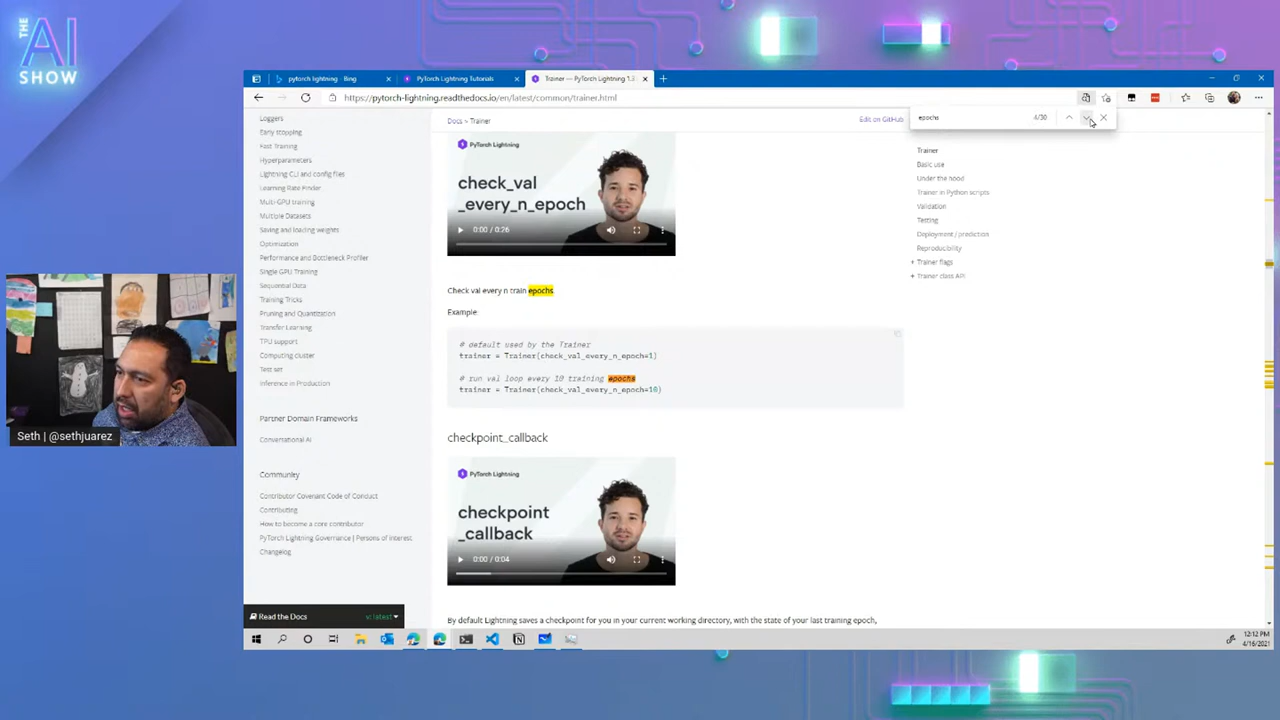 THE
AI
SHOW
pytorch lightning - Bing
PyTorch Lightning Tutorials
Trainer — PyTorch Lightning 1.3
https://pytorch-lightning.readthedocs.io/en/latest/common/trainer.html
epochs
4/30
Loggers
Early stopping
Fast Training
Hyperparameters
Lightning CLI and config files
Learning Rate Finder
Multi-GPU training
Multiple Datasets
Saving and loading weights
Optimization
Performance and Bottleneck Profiler
Single GPU Training
Sequential Data
Training Tricks
Pruning and Quantization
Transfer Learning
TPU support
Computing cluster
Test set
Inference in Production
Partner Domain Frameworks
Conversational AI
Community
Contributor Covenant Code of Conduct
Contributing
How to become a core contributor
PyTorch Lightning Governance | Persons of interest
Changelog
Read the Docs
v: latest
Docs > Trainer
Edit on GitHub
PyTorch Lightning
check_val
_every_n_epoch
0:00 / 0:26
Check val every n train epochs.
Example:
# default used by the Trainer
trainer = Trainer(check_val_every_n_epoch=1)
# run val loop every 10 training epochs
trainer = Trainer(check_val_every_n_epoch=10)
checkpoint_callback
PyTorch Lightning
checkpoint
_callback
0:00 / 0:04
By default Lightning saves a checkpoint for you in your current working directory, with the state of your last training epoch,
Trainer
Basic use
Under the hood
Trainer in Python scripts
Validation
Testing
Deployment / prediction
Reproducibility
+ Trainer flags
+ Trainer class API
Seth | @sethjuarez
12:12 PM
4/16/2021